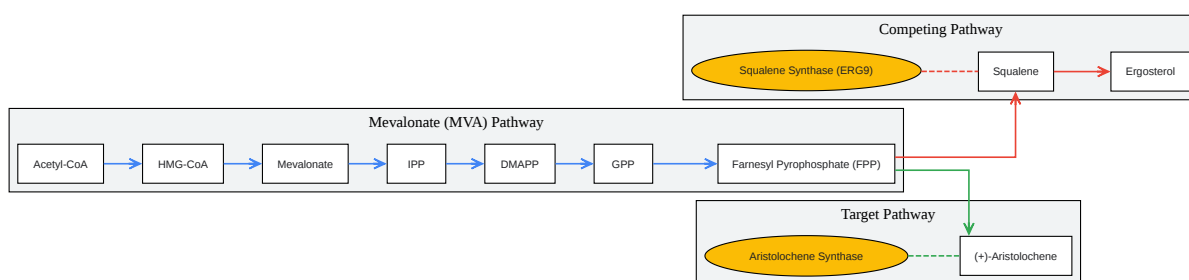 Competing Pathway
Squalene Synthase (ERG9)
Squalene
Ergosterol
Mevalonate (MVA) Pathway
Acetyl-CoA
HMG-CoA
Mevalonate
IPP
DMAPP
GPP
Farnesyl Pyrophosphate (FPP)
Target Pathway
Aristolochene Synthase
(+)-Aristolochene